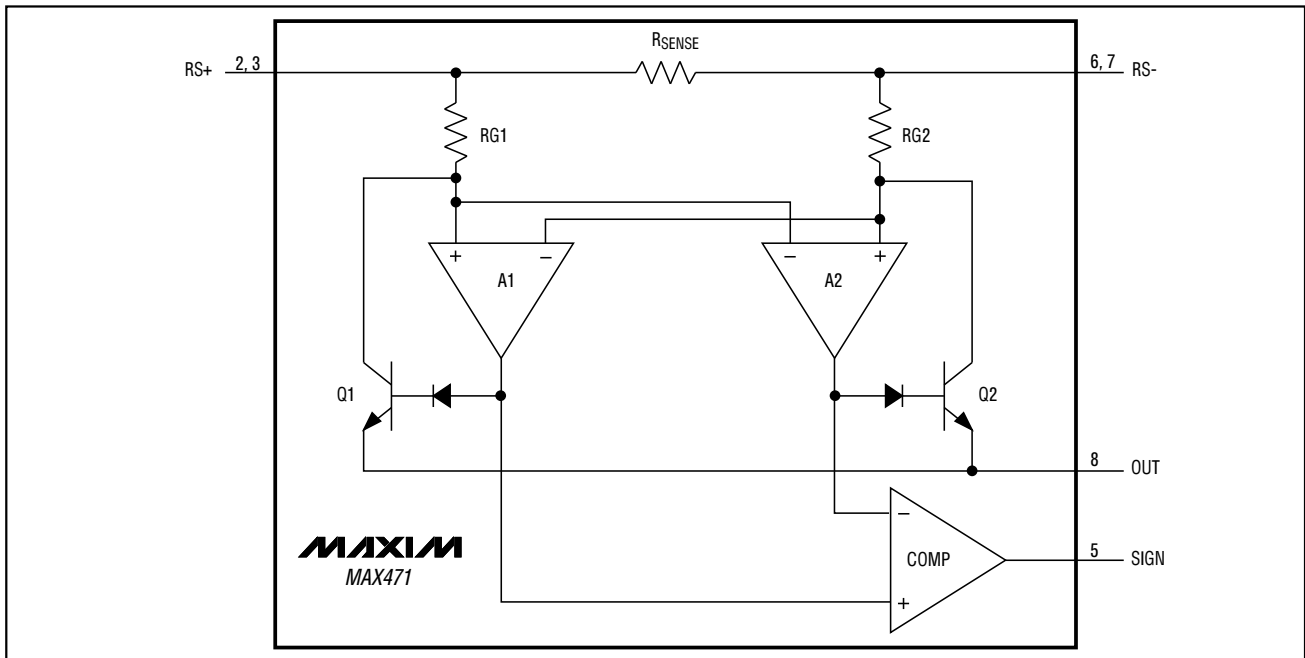 RSENSE
RS+ 2, 3 6, 7 RS-
RG1 RG2
+ − − +
A1 A2
Q1 Q2
8 OUT
−
MAXIM
COMP 5 SIGN
MAX471
+